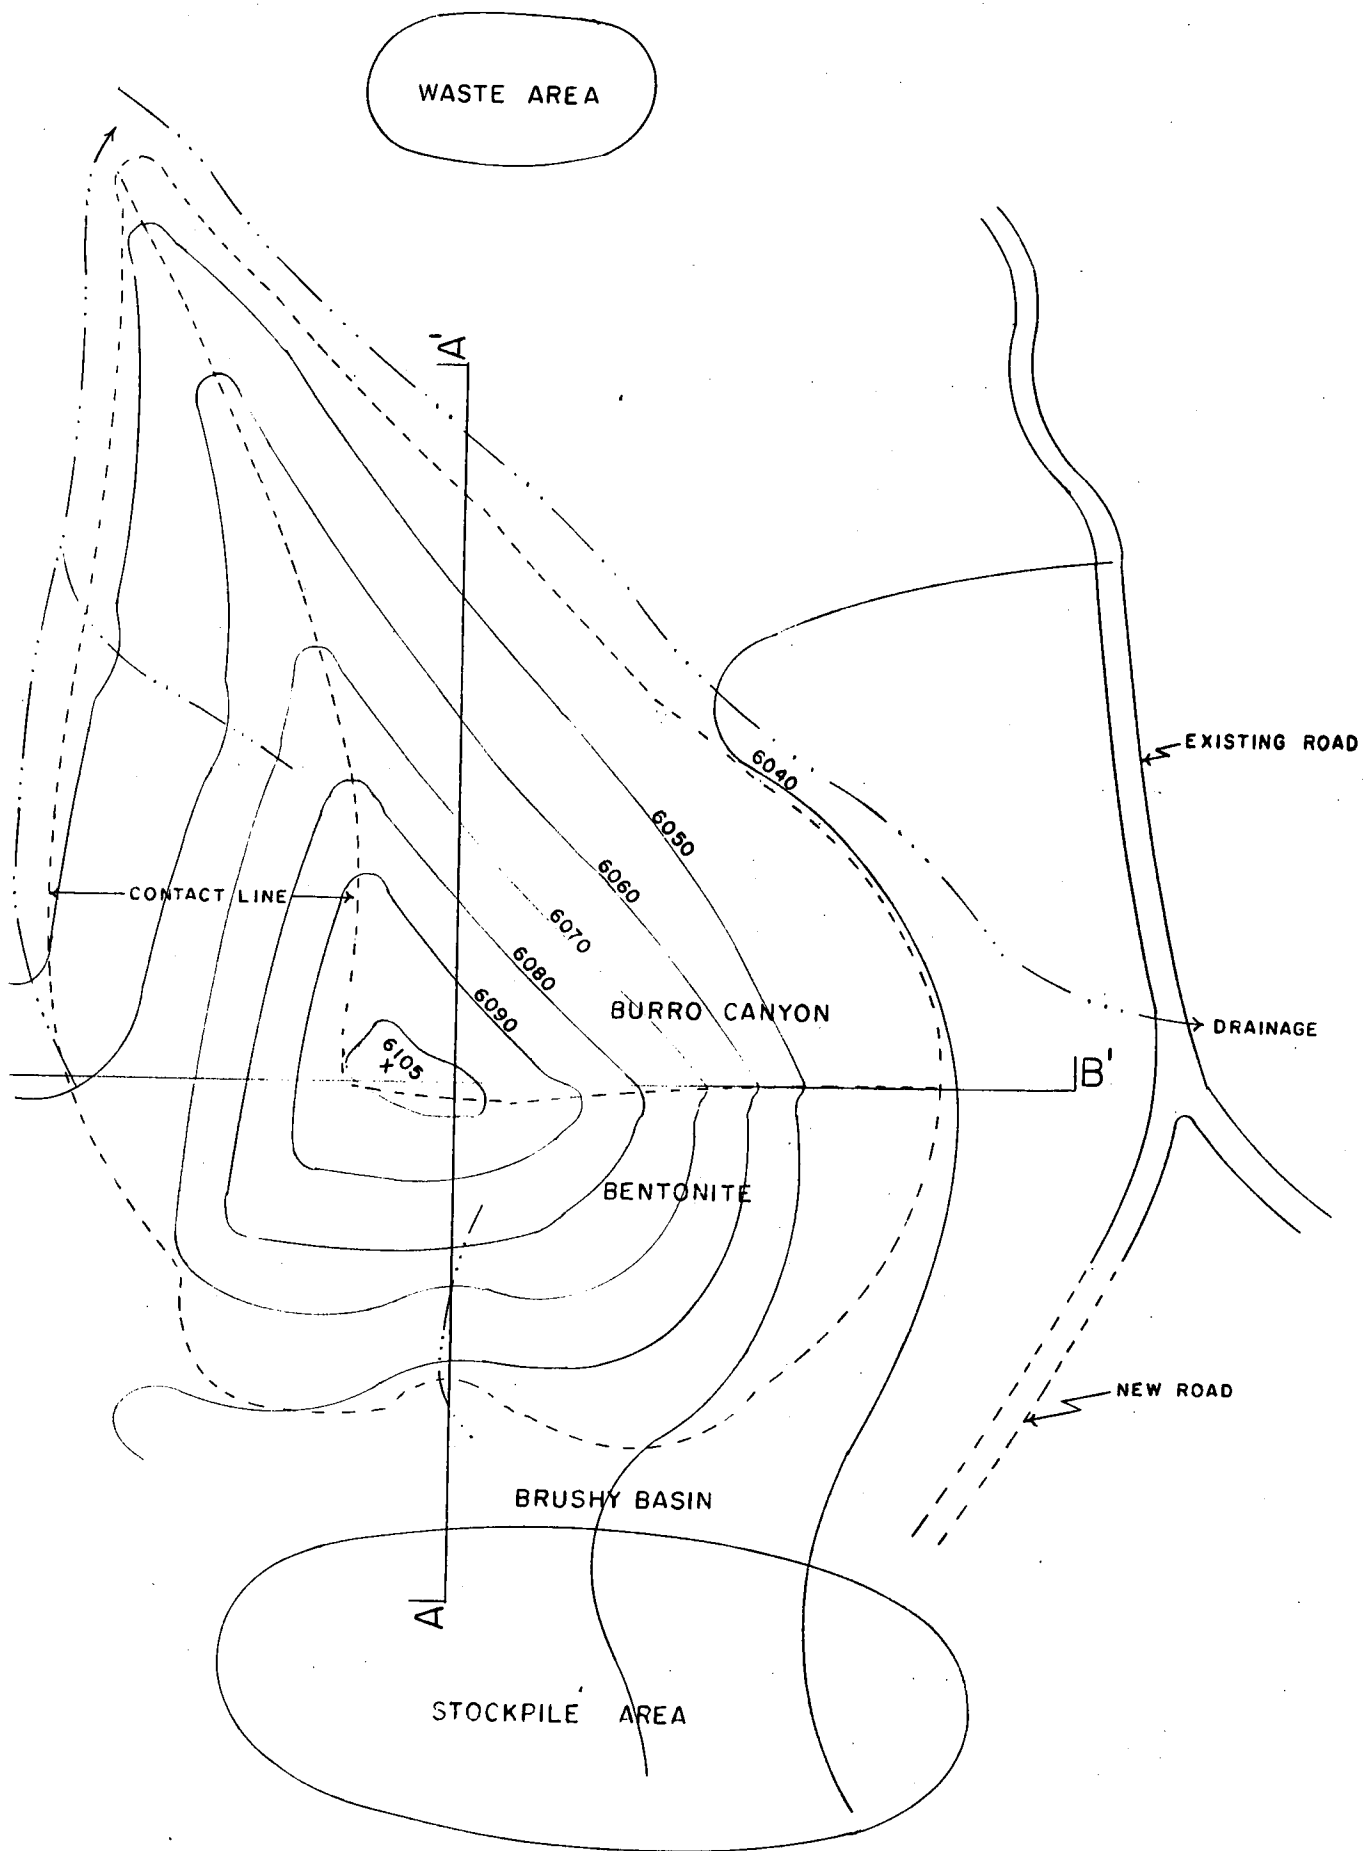 WASTE AREA
A'
EXISTING ROAD
6040
6050
6060
CONTACT LINE
6070
6080
6090
BURRO CANYON
DRAINAGE
6105
B'
BENTONITE
NEW ROAD
BRUSHY BASIN
A
STOCKPILE AREA